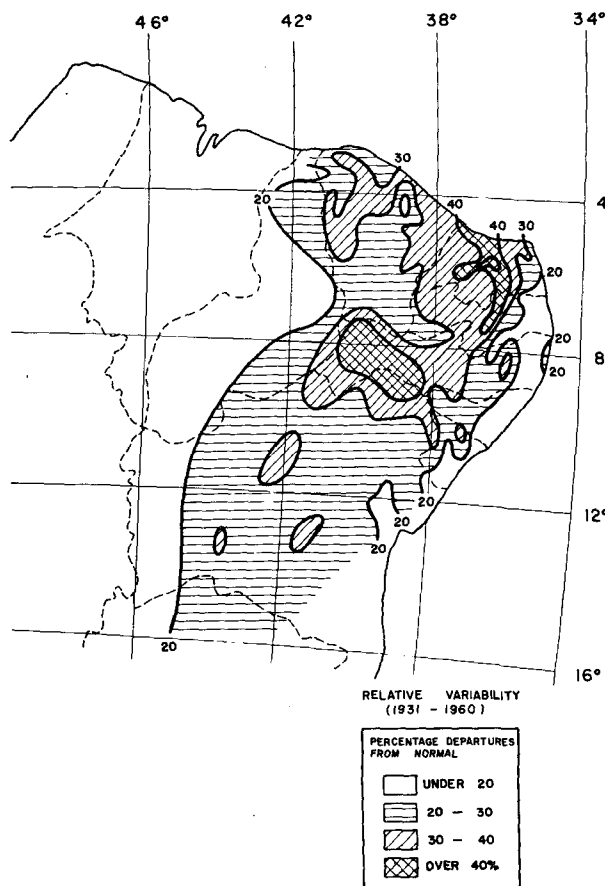 46° 42° 38° 34°
30
20
4
40
40 30
20
20
8
20
20
12°
20
20
20
16°
RELATIVE VARIABILITY
(1931 - 1960)
PERCENTAGE DEPARTURES
FROM NORMAL
UNDER 20
20 - 30
30 - 40
OVER 40%